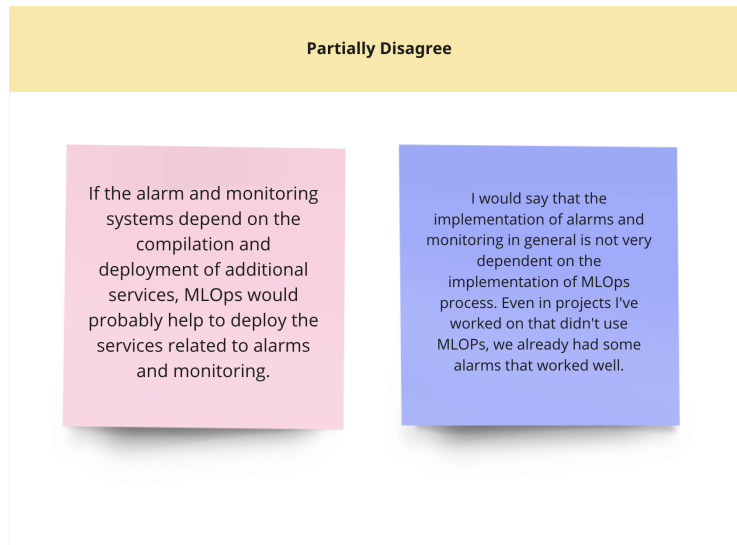 Partially Disagree
If the alarm and monitoring
systems depend on the
compilation and
deployment of additional
services, MLOps would
probably help to deploy the
services related to alarms
and monitoring.
I would say that the
implementation of alarms and
monitoring in general is not very
dependent on the
implementation of MLOps
process. Even in projects I've
worked on that didn't use
MLOPs, we already had some
alarms that worked well.